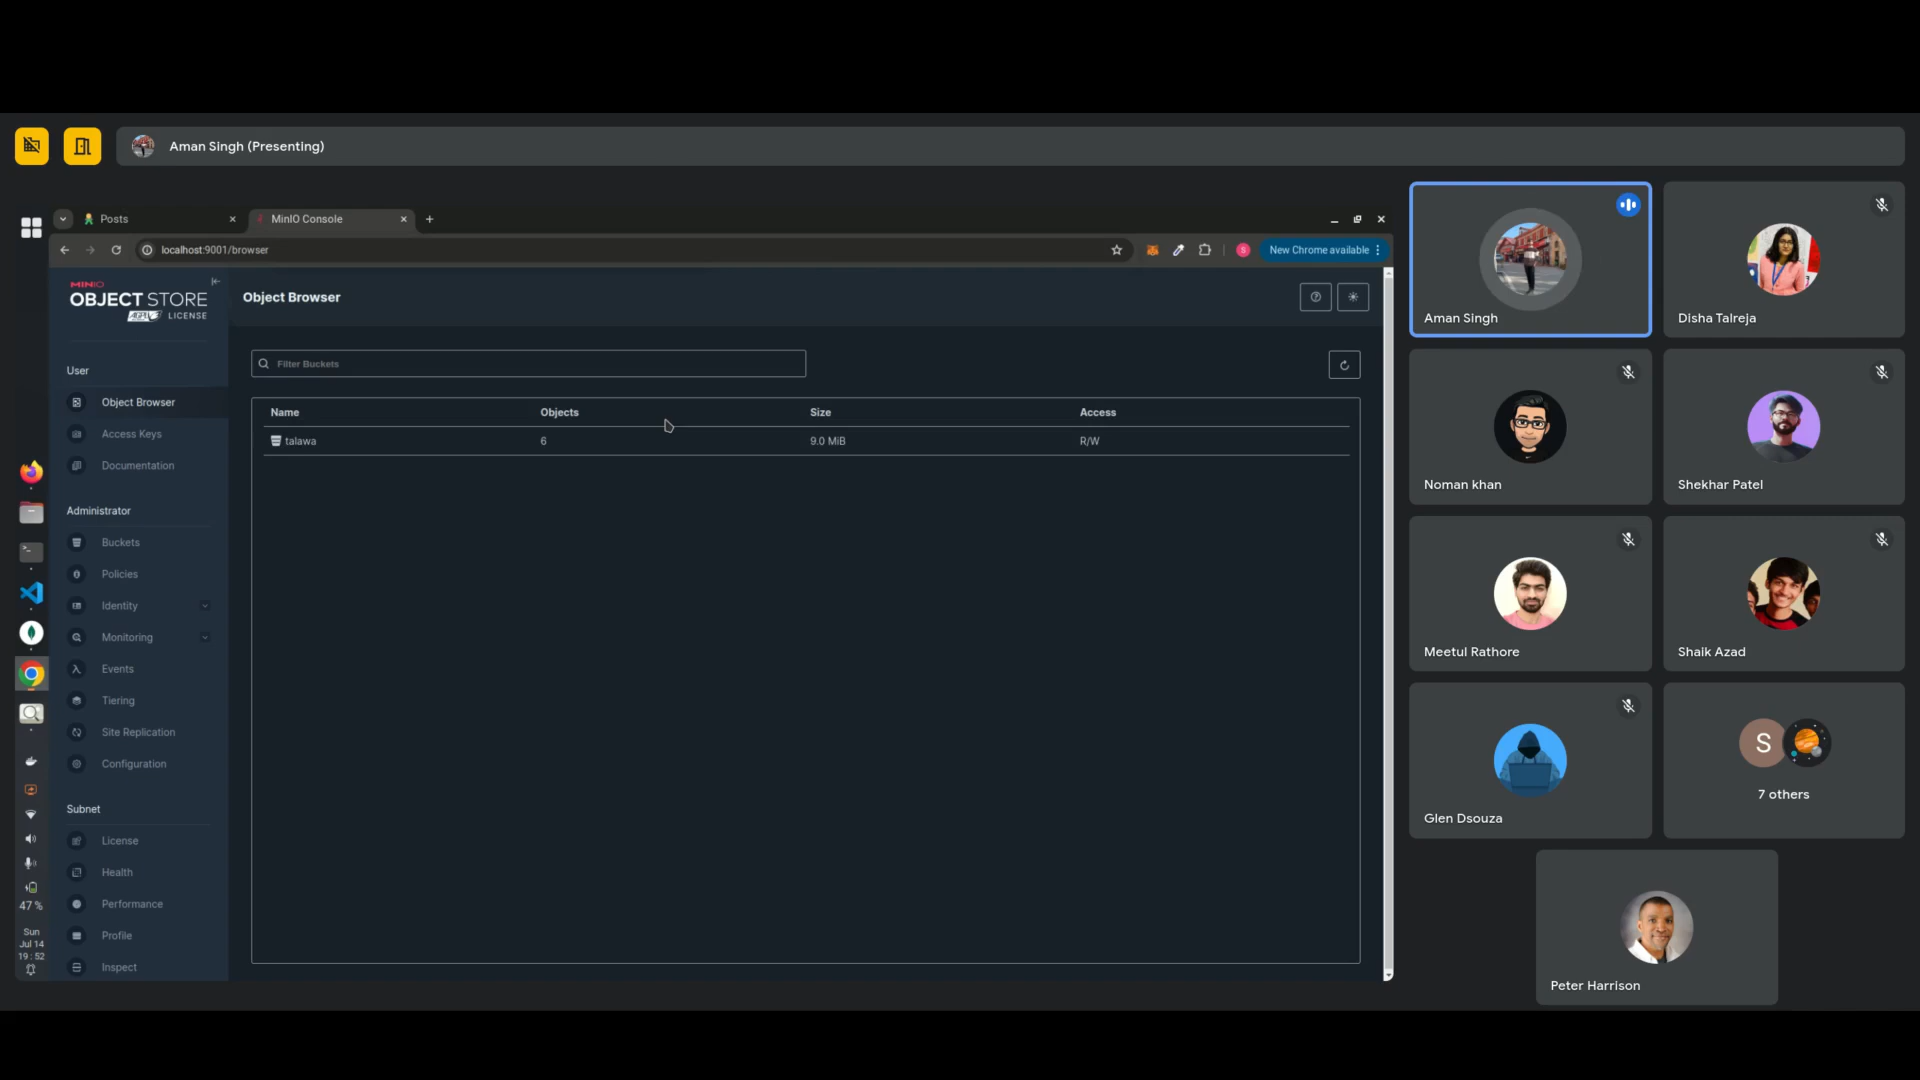 Aman Singh (Presenting)
Posts
MinIO Console
localhost:9001/browser
S
New Chrome available
MINIO
OBJECT STORE
LICENSE
Object Browser
User
Object Browser
Access Keys
Documentation
Administrator
Buckets
Policies
Identity
Monitoring
Events
Tiering
Site Replication
Configuration
Subnet
License
Health
Performance
Profile
Inspect
Filter Buckets
Name Objects Size Access
talawa 6 9.0 MiB R/W
47 %
Sun
Jul 14
19 : 52
Aman Singh
Disha Talreja
Noman khan
Shekhar Patel
Meetul Rathore
Shaik Azad
Glen Dsouza
S
7 others
Peter Harrison